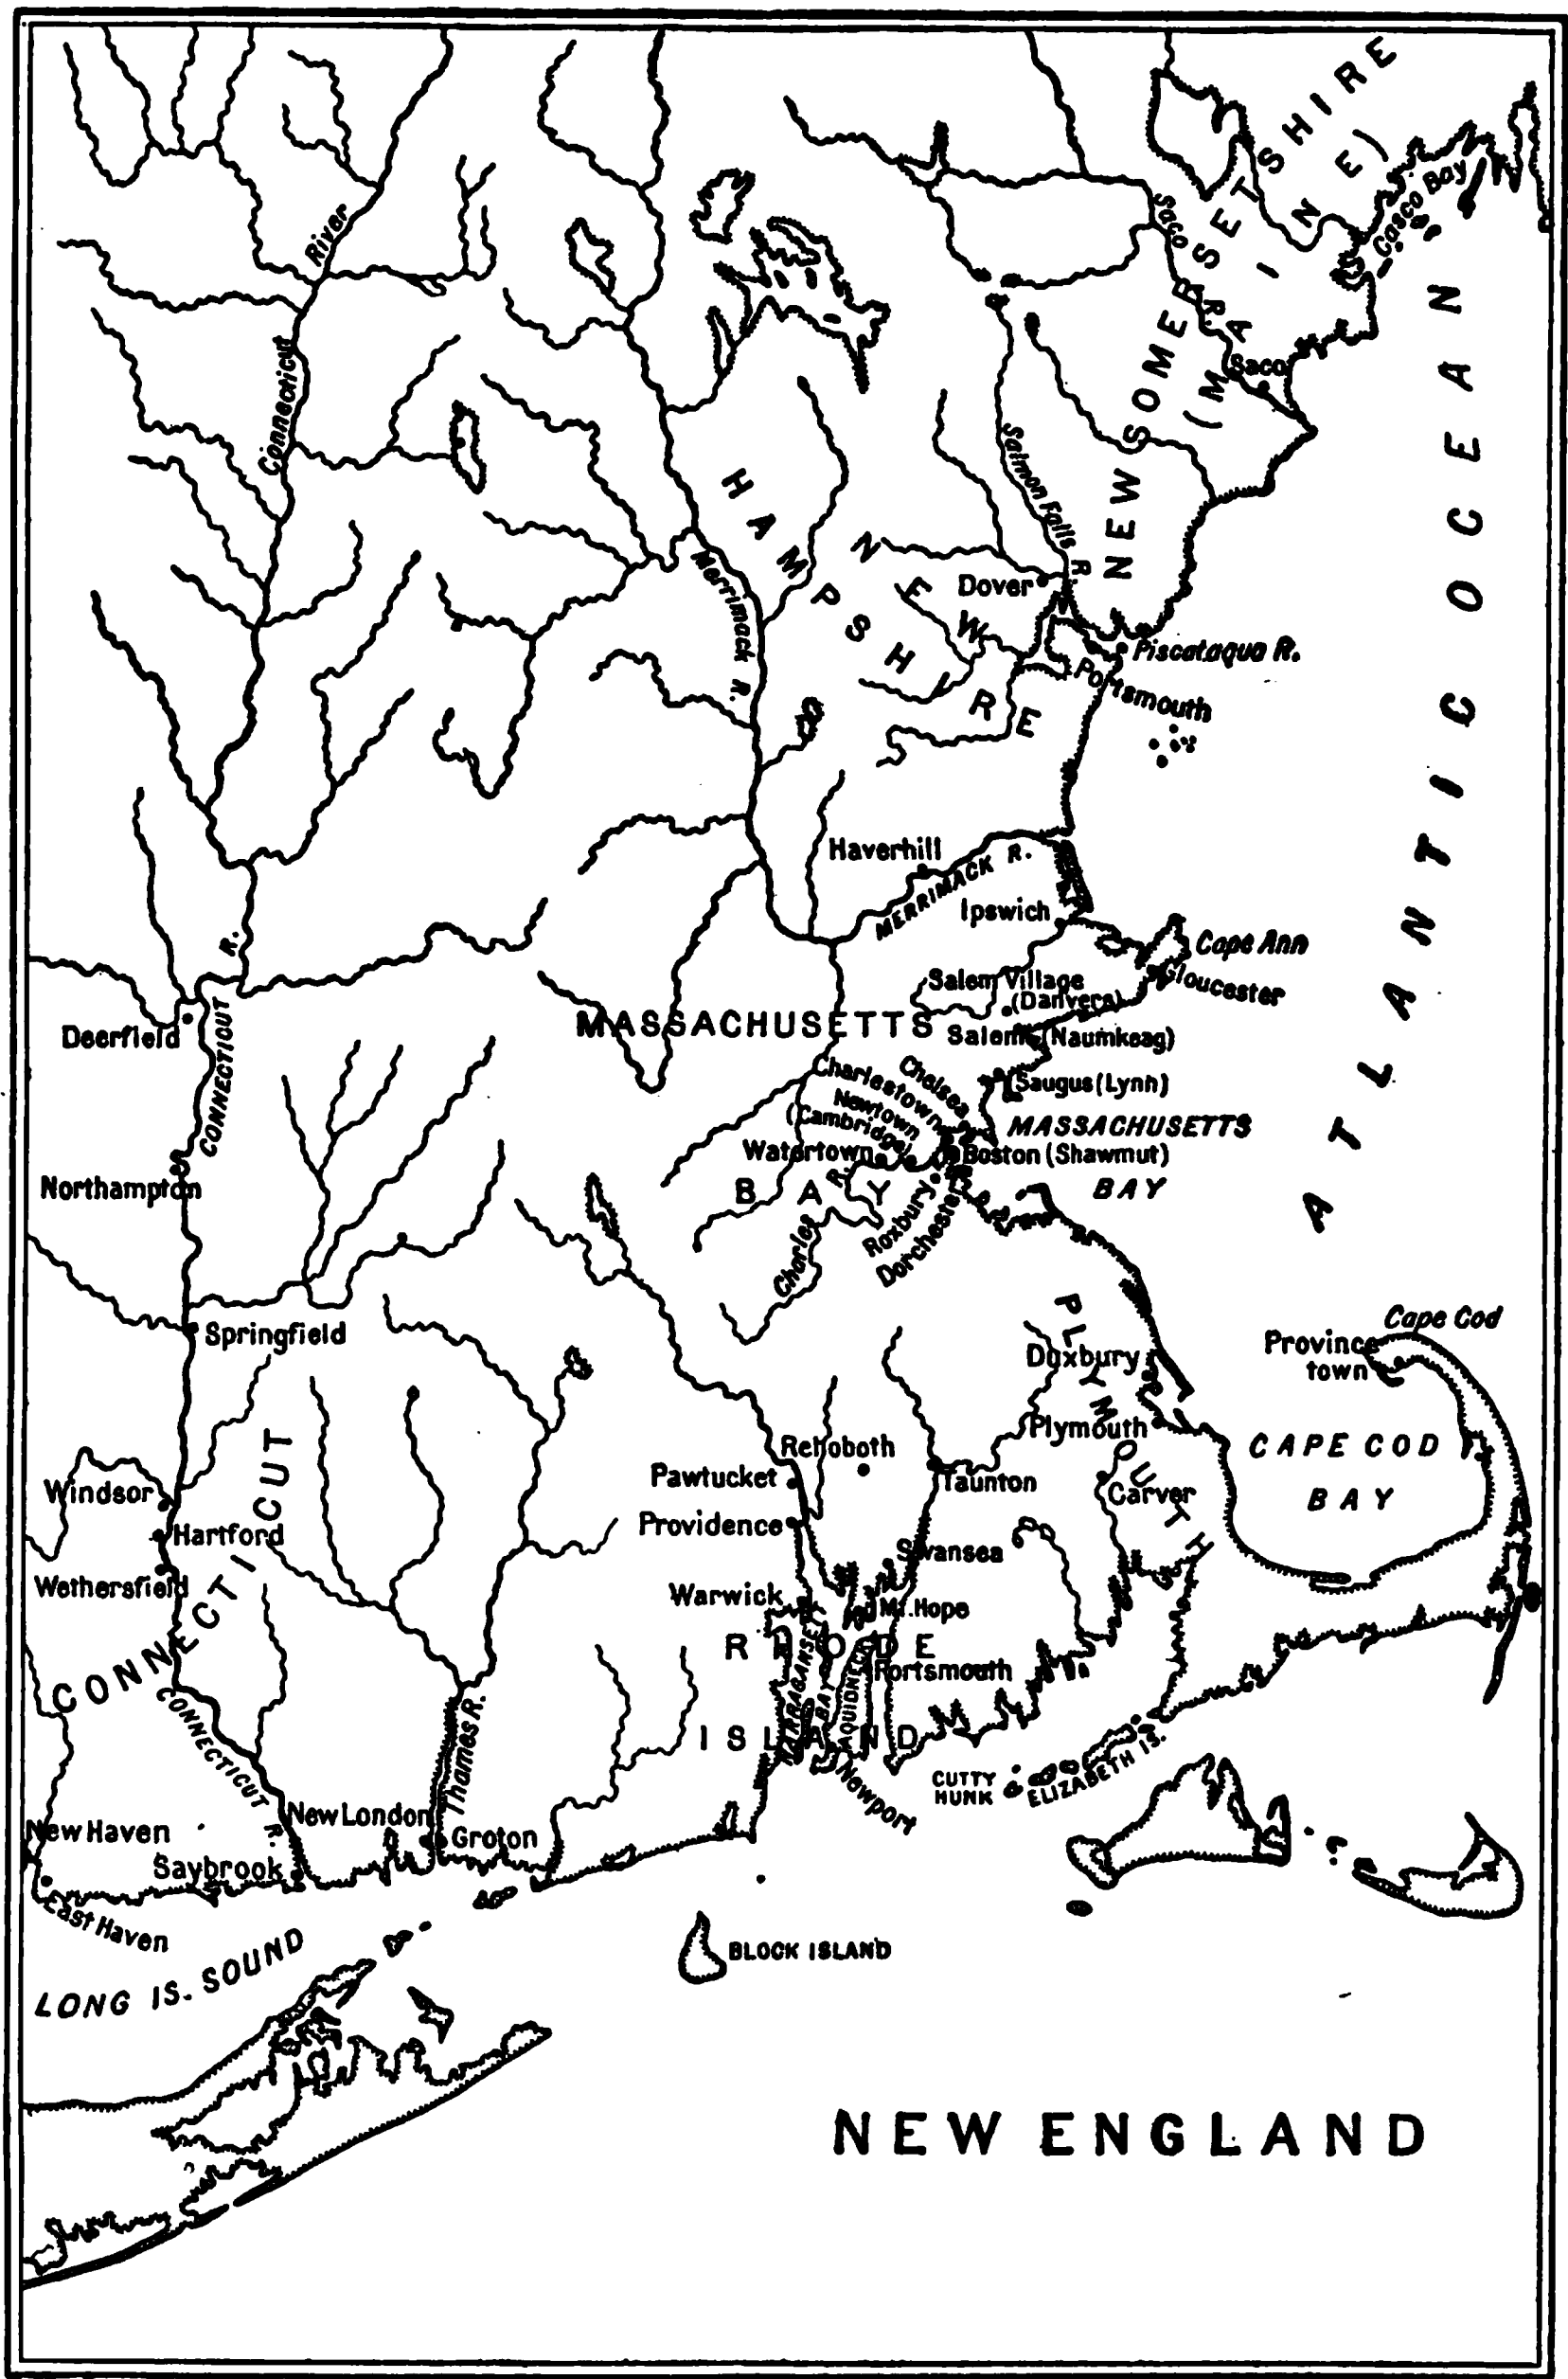 NEW SOMERSETSHIRE
(MAINE)
Casco Bay
River
Saco R.
Connecticut
Saco
ATLANTIC OCEAN
Salmon Falls R.
NEW
HAMPSHIRE
Merrimack R.
Dover
Piscataqua R.
Portsmouth
Haverhill
MERRIMACK R.
Ipswich
Cape Ann
Gloucester
R.
Salem Village
(Danvers)
Deerfield
CONNECTICUT
MASSACHUSETTS
Salem (Naumkeag)
Saugus (Lynh)
Chelsea
Charlestown
Newtown
(Cambridge)
MASSACHUSETTS
Watertown
Boston (Shawmut)
Northampton
BAY
BAY
Roxbury
Dorchester
Charles R.
Springfield
PLYMOUTH
Duxbury
Cape Cod
Province
town
Plymouth
CAPE COD
BAY
Rehoboth
Pawtucket
Taunton
Carver
Windsor
Hartford
Providence
Swansea
Wethersfield
Warwick
Mt. Hope
CONNECTICUT
RHODE
ISLAND
Portsmouth
NARRAGANSETT
BAY
AQUIDNECK
CONNECTICUT R.
Thames R.
Newport
CUTTY
HUNK
ELIZABETH IS.
New Haven
New London
Groton
Saybrook
East Haven
LONG IS. SOUND
BLOCK ISLAND
NEW ENGLAND